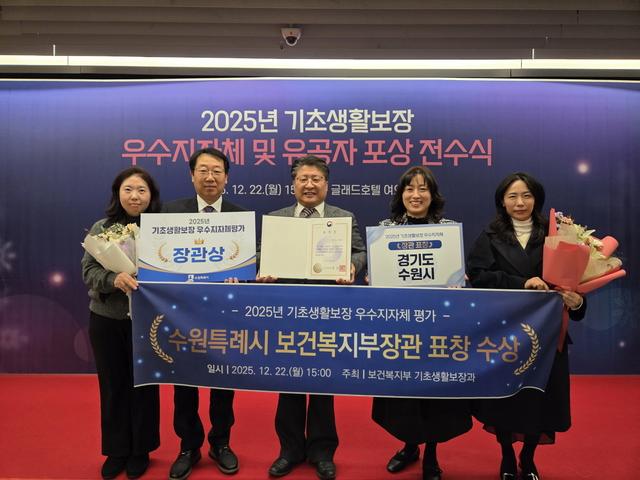 2025년 기초생활보장
우수지자체 및 유공자 포상 전수식
12. 22.(월) 15
글래드호텔
2025년
기초생활보장 우수지자체평가
장관상
2025년 기초생활보장 우수지자체
장관 표창
경기도
수원시
- 2025년 기초생활보장 우수지자체 평가 -
수원특례시 보건복지부장관 표창 수상
일시 | 2025. 12. 22.(월) 15:00 주최 | 보건복지부 기초생활보장과